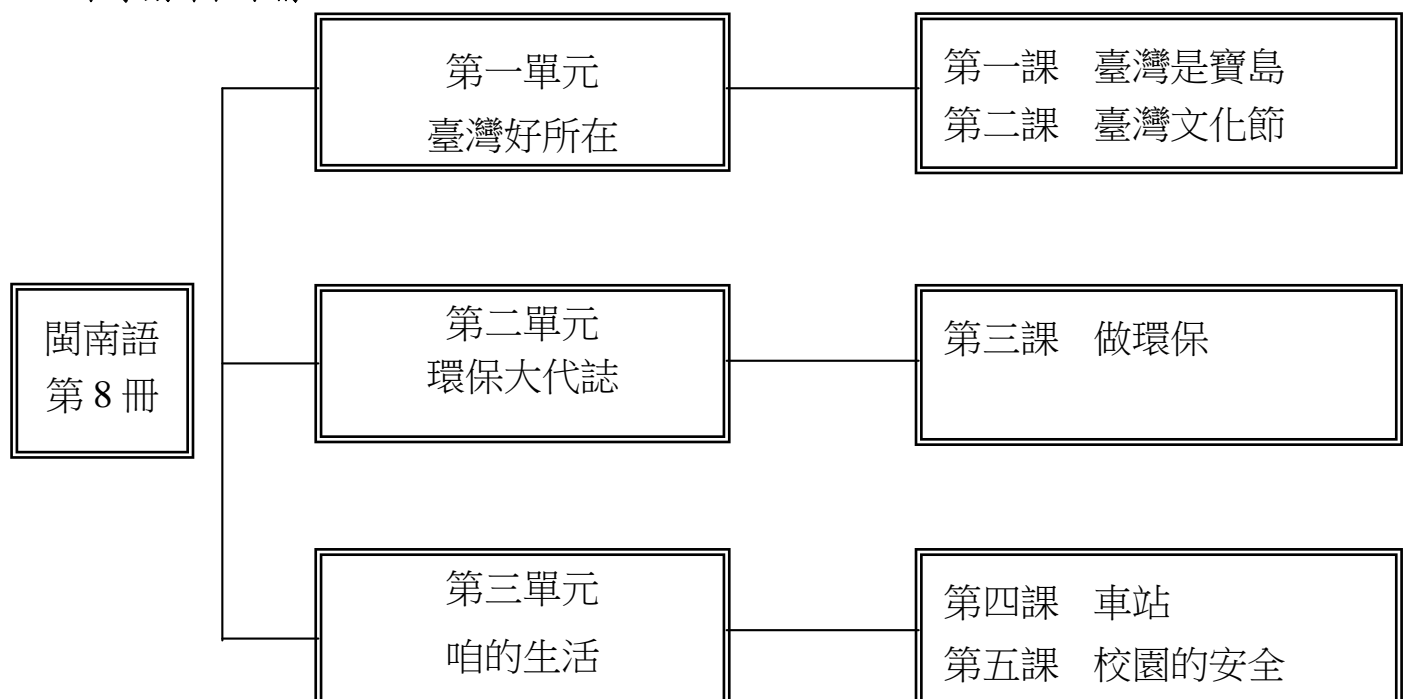 第一單元
臺灣好所在
第一課 臺灣是寶島
第二課 臺灣文化節
閩南語
第 8 冊
第二單元
環保大代誌
第三課 做環保
第三單元
咱的生活
第四課 車站
第五課 校園的安全